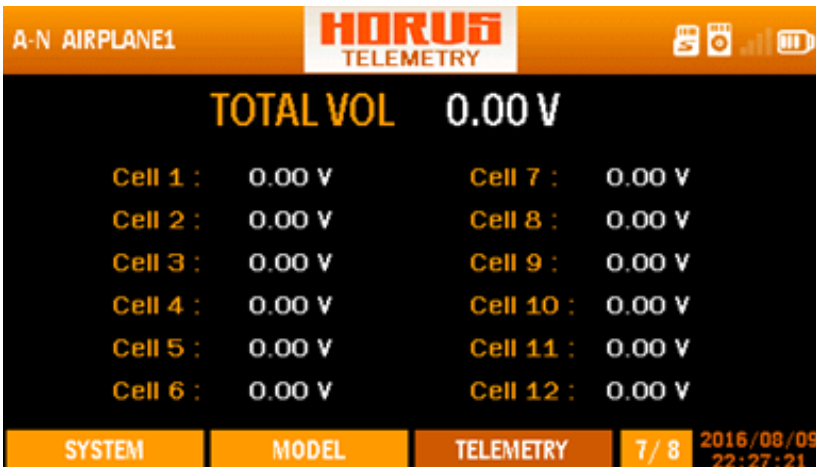 A-N AIRPLANE1
HORUS
TELEMETRY
TOTAL VOL 0.00 V
Cell 1 : 0.00 V Cell 7 : 0.00 V
Cell 2 : 0.00 V Cell 8 : 0.00 V
Cell 3 : 0.00 V Cell 9 : 0.00 V
Cell 4 : 0.00 V Cell 10 : 0.00 V
Cell 5 : 0.00 V Cell 11 : 0.00 V
Cell 6 : 0.00 V Cell 12 : 0.00 V
SYSTEM MODEL TELEMETRY 7/ 8 2016/08/09
22:27:21